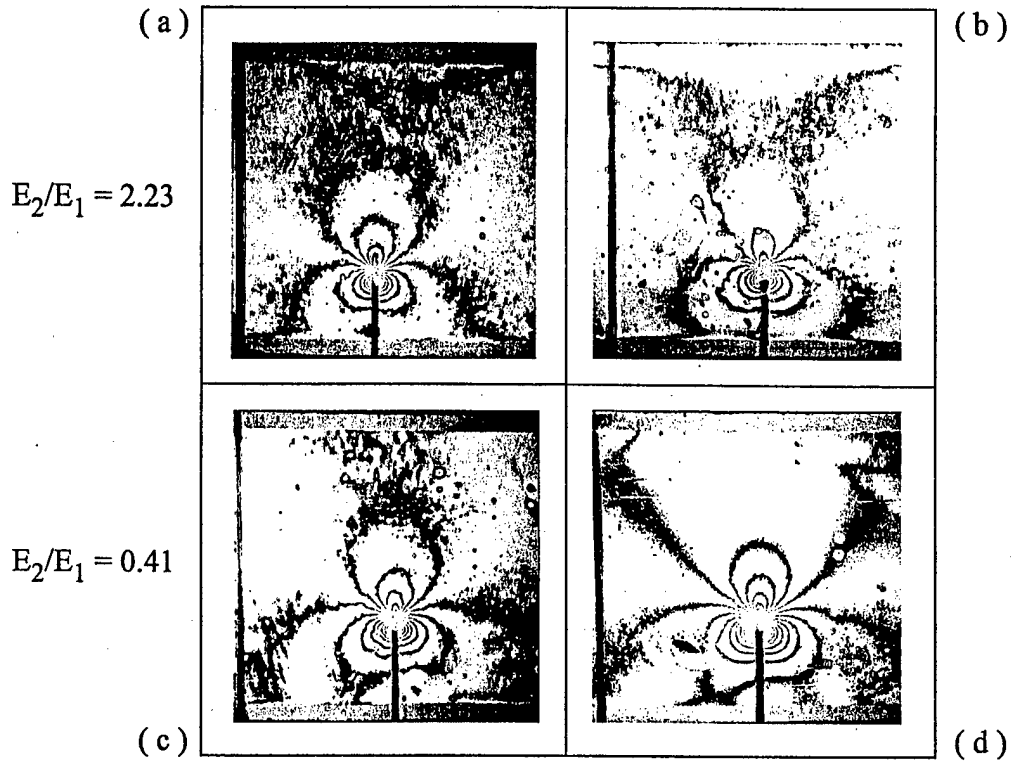 (a)
(b)
E₂/E₁ = 2.23
E₂/E₁ = 0.41
(c)
(d)